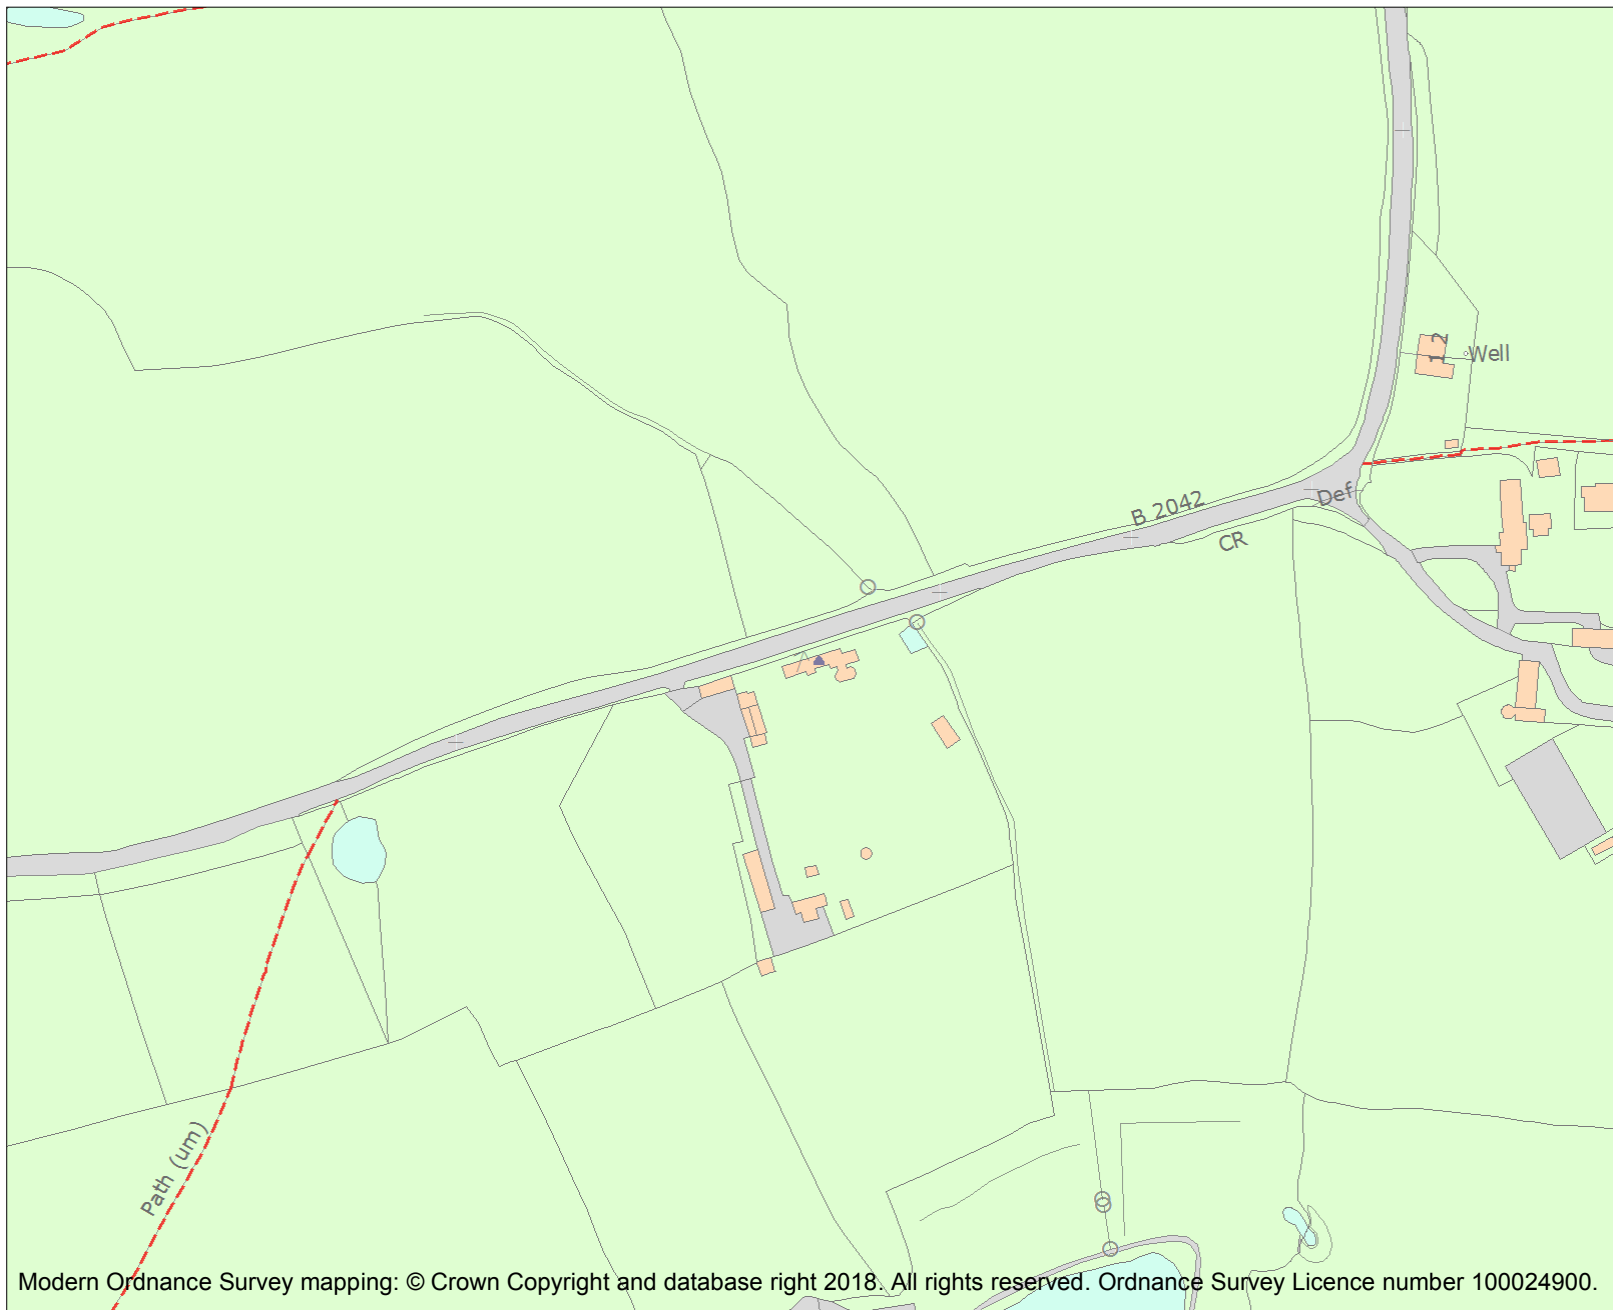 12
Well
B 2042
Def
CR
Path (um)
Modern Ordnance Survey mapping: © Crown Copyright and database right 2018. All rights reserved. Ordnance Survey Licence number 100024900.